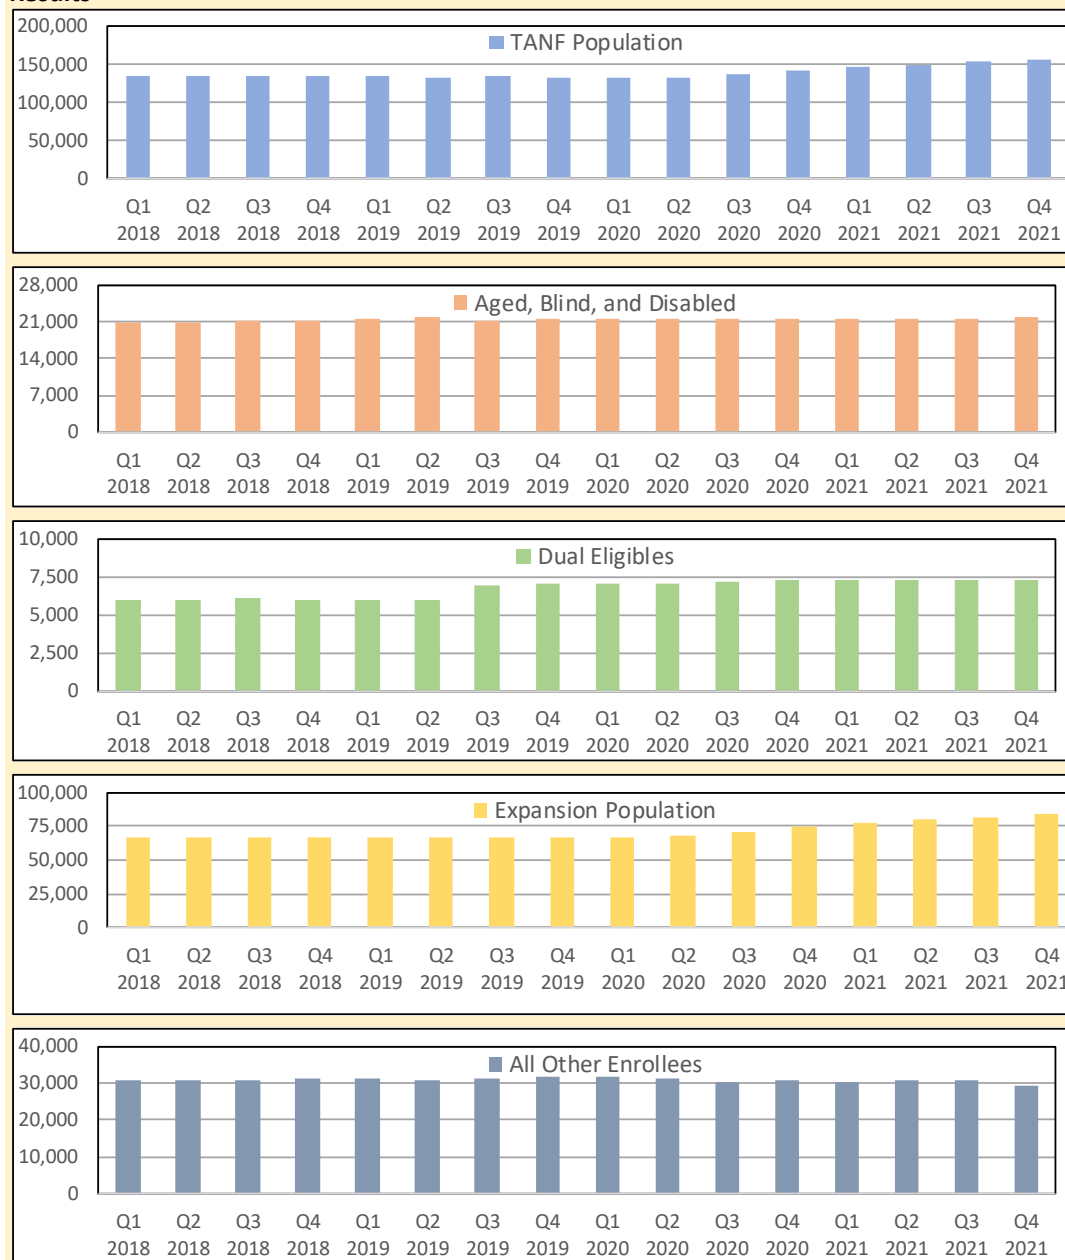 Results
200,000
TANF Population
150,000
100,000
50,000
0
Q1 Q2 Q3 Q4 Q1 Q2 Q3 Q4 Q1 Q2 Q3 Q4 Q1 Q2 Q3 Q4
2018 2018 2018 2018 2019 2019 2019 2019 2020 2020 2020 2020 2021 2021 2021 2021
28,000
Aged, Blind, and Disabled
21,000
14,000
7,000
0
Q1 Q2 Q3 Q4 Q1 Q2 Q3 Q4 Q1 Q2 Q3 Q4 Q1 Q2 Q3 Q4
2018 2018 2018 2018 2019 2019 2019 2019 2020 2020 2020 2020 2021 2021 2021 2021
10,000
Dual Eligibles
7,500
5,000
2,500
0
Q1 Q2 Q3 Q4 Q1 Q2 Q3 Q4 Q1 Q2 Q3 Q4 Q1 Q2 Q3 Q4
2018 2018 2018 2018 2019 2019 2019 2019 2020 2020 2020 2020 2021 2021 2021 2021
100,000
Expansion Population
75,000
50,000
25,000
0
Q1 Q2 Q3 Q4 Q1 Q2 Q3 Q4 Q1 Q2 Q3 Q4 Q1 Q2 Q3 Q4
2018 2018 2018 2018 2019 2019 2019 2019 2020 2020 2020 2020 2021 2021 2021 2021
40,000
All Other Enrollees
30,000
20,000
10,000
0
Q1 Q2 Q3 Q4 Q1 Q2 Q3 Q4 Q1 Q2 Q3 Q4 Q1 Q2 Q3 Q4
2018 2018 2018 2018 2019 2019 2019 2019 2020 2020 2020 2020 2021 2021 2021 2021